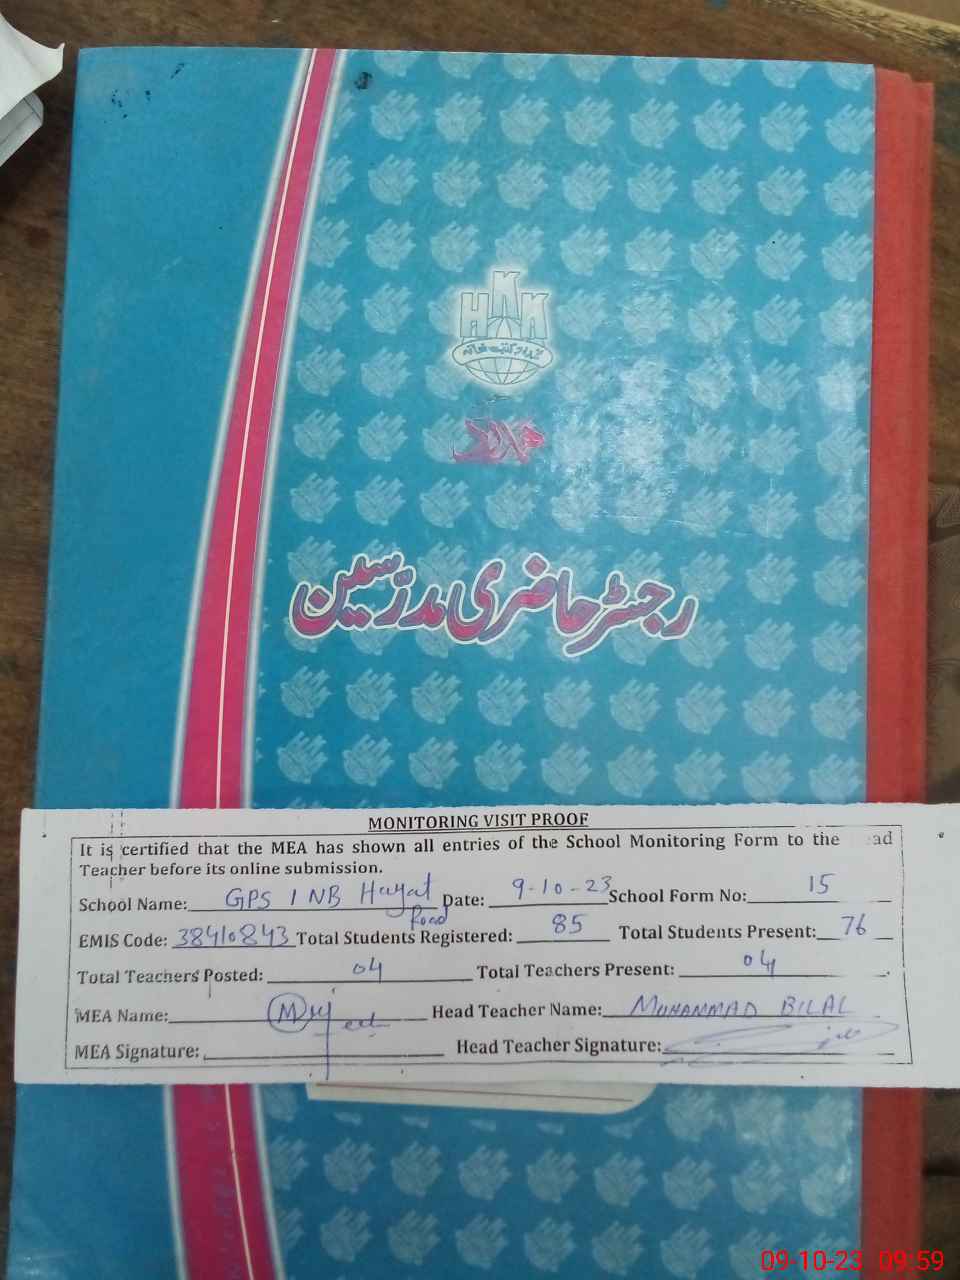 HKK
رجسٹر حاضری مدرّسین
MONITORING VISIT PROOF
It is certified that the MEA has shown all entries of the School Monitoring Form to the ead
Teacher before its online submission.
School Name: GPS 1 NB Hayat Road Date: 9-10-23 School Form No: 15
EMIS Code: 38410843 Total Students Registered: 85 Total Students Present: 76
Total Teachers Posted: 04 Total Teachers Present: 04
MEA Name: Head Teacher Name: MUHAMMAD BILAL
MEA Signature: Head Teacher Signature:
09-10-23 09:59